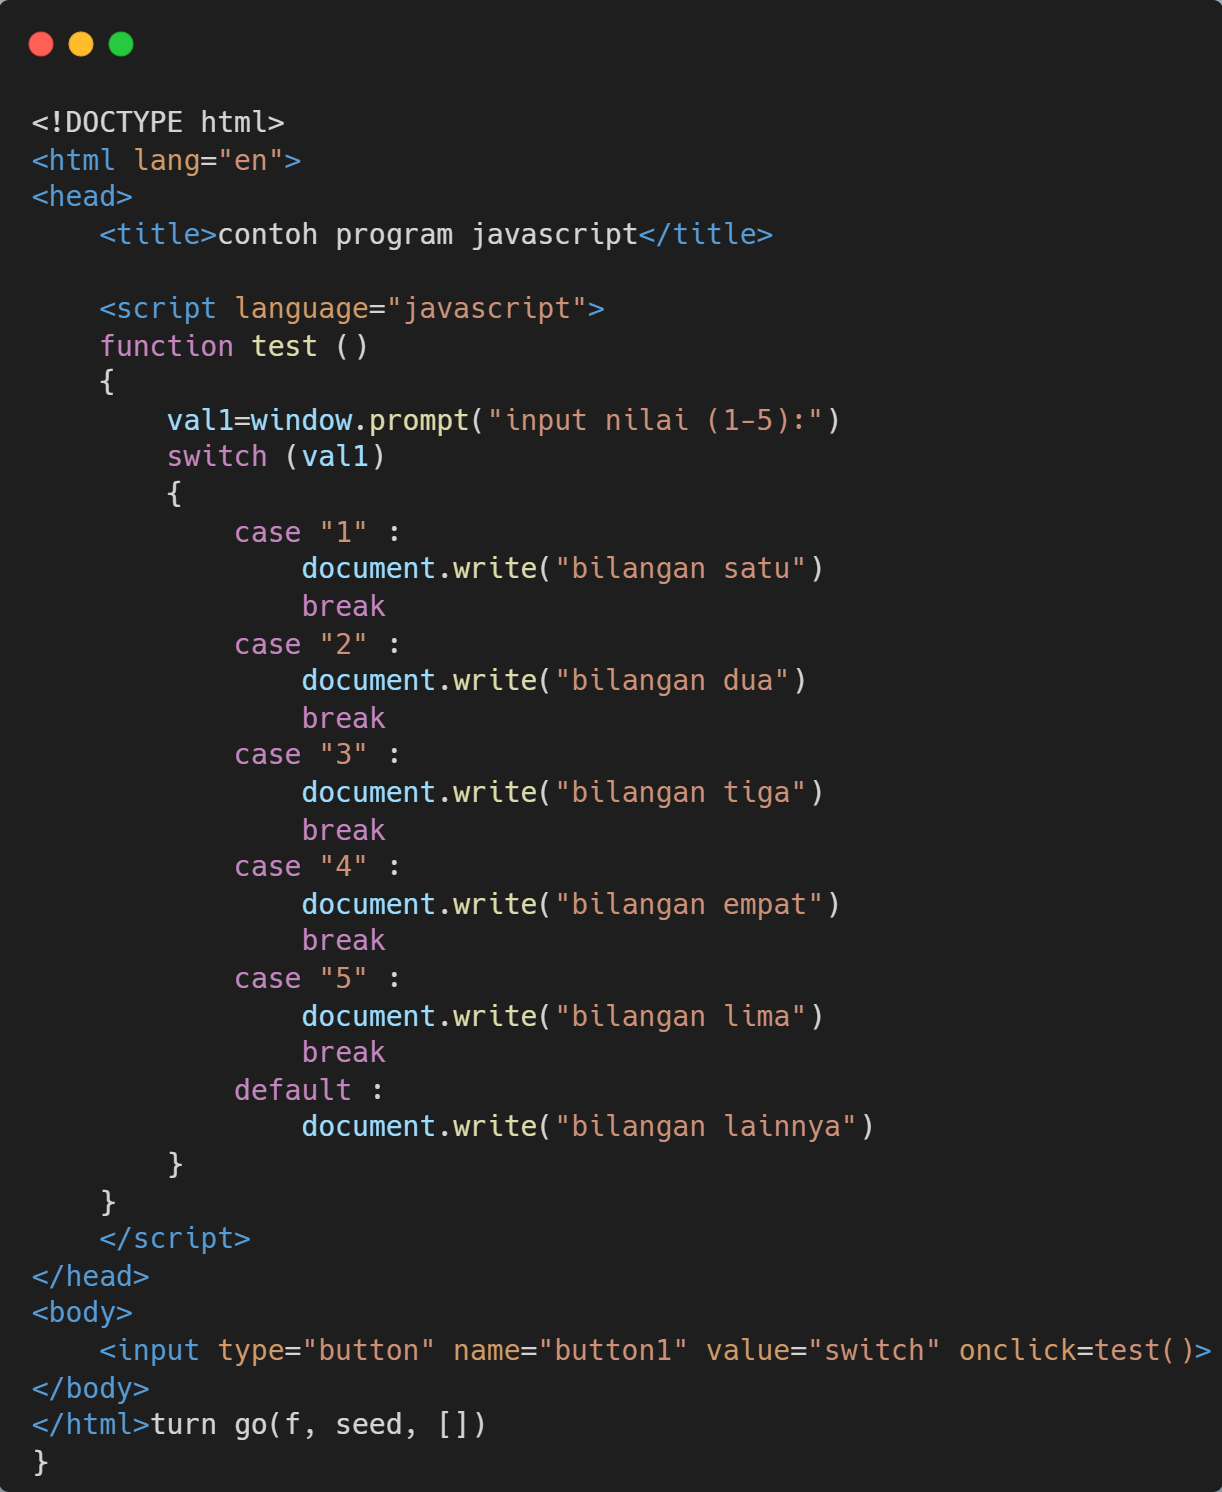 <!DOCTYPE html>
<html lang="en">
<head>
    <title>contoh program javascript</title>

    <script language="javascript">
    function test ()
    {
        val1=window.prompt("input nilai (1-5):")
        switch (val1)
        {
            case "1" :
                document.write("bilangan satu")
                break
            case "2" :
                document.write("bilangan dua")
                break
            case "3" :
                document.write("bilangan tiga")
                break
            case "4" :
                document.write("bilangan empat")
                break
            case "5" :
                document.write("bilangan lima")
                break
            default :
                document.write("bilangan lainnya")
        }
    }
    </script>
</head>
<body>
    <input type="button" name="button1" value="switch" onclick=test()>
</body>
</html>turn go(f, seed, [])
}